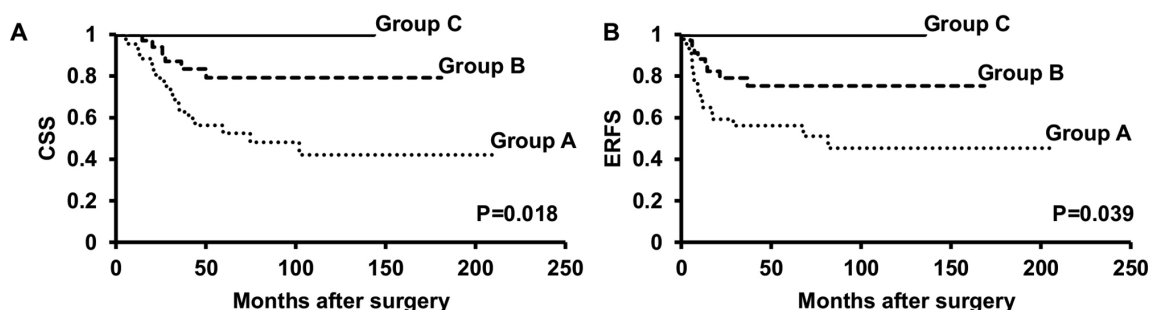 A
Group C
1
Group B
0.8
0.6
Group A
0.4
CSS
0.2
P=0.018
0
0 50 100 150 200 250
Months after surgery
B
Group C
1
Group B
0.8
0.6
Group A
0.4
ERFS
0.2
P=0.039
0
0 50 100 150 200 250
Months after surgery